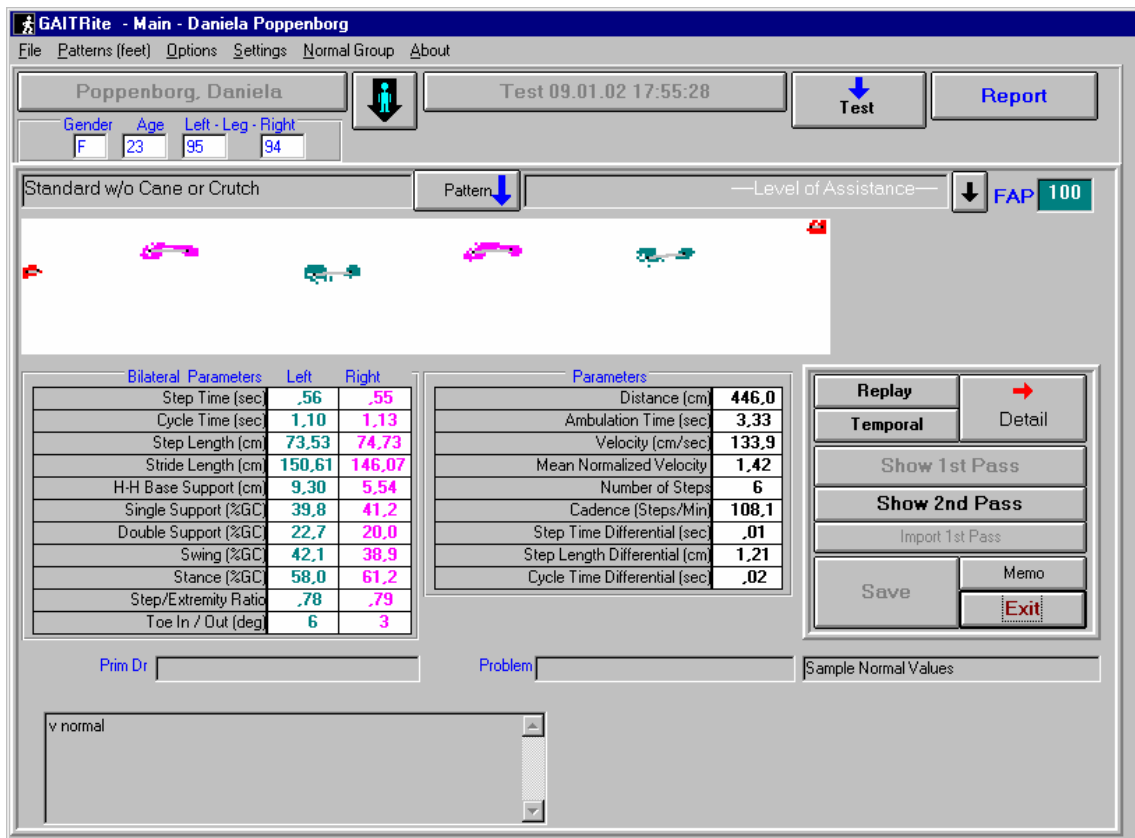 GAITRite - Main - Daniela Poppenborg
File Patterns (feet) Options Settings Normal Group About
Poppenborg, Daniela
Test 09.01.02 17:55:28
Test
Report
Gender Age Left - Leg - Right
F 23 95 94
Standard w/o Cane or Crutch
Pattern
Level of Assistance
FAP 100
Bilateral Parameters Left Right
Step Time (sec) ,56 ,55
Cycle Time (sec) 1,10 1,13
Step Length (cm) 73,53 74,73
Stride Length (cm) 150,61 146,07
H-H Base Support (cm) 9,30 5,54
Single Support (%GC) 39,8 41,2
Double Support (%GC) 22,7 20,0
Swing (%GC) 42,1 38,9
Stance (%GC) 58,0 61,2
Step/Extremity Ratio ,78 ,79
Toe In / Out (deg) 6 3
Parameters
Distance (cm) 446,0
Ambulation Time (sec) 3,33
Velocity (cm/sec) 133,9
Mean Normalized Velocity 1,42
Number of Steps 6
Cadence (Steps/Min) 108,1
Step Time Differential (sec) ,01
Step Length Differential (cm) 1,21
Cycle Time Differential (sec) ,02
Replay
Temporal
Detail
Show 1st Pass
Show 2nd Pass
Import 1st Pass
Save
Memo
Exit
Prim Dr
Problem
Sample Normal Values
v normal